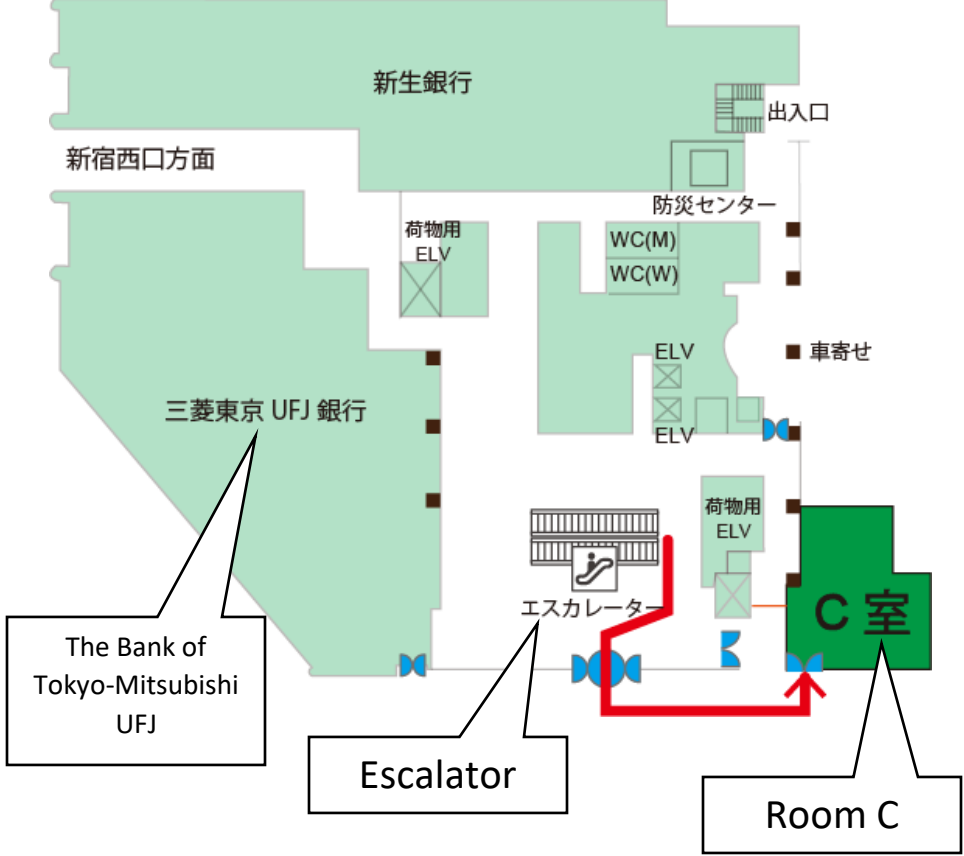 新生銀行
出入口
新宿西口方面
防災センター
荷物用
ELV
WC(M)
WC(W)
ELV
車寄せ
三菱東京 UFJ 銀行
ELV
荷物用
ELV
エスカレーター
C 室
The Bank of
Tokyo-Mitsubishi
UFJ
Escalator
Room C